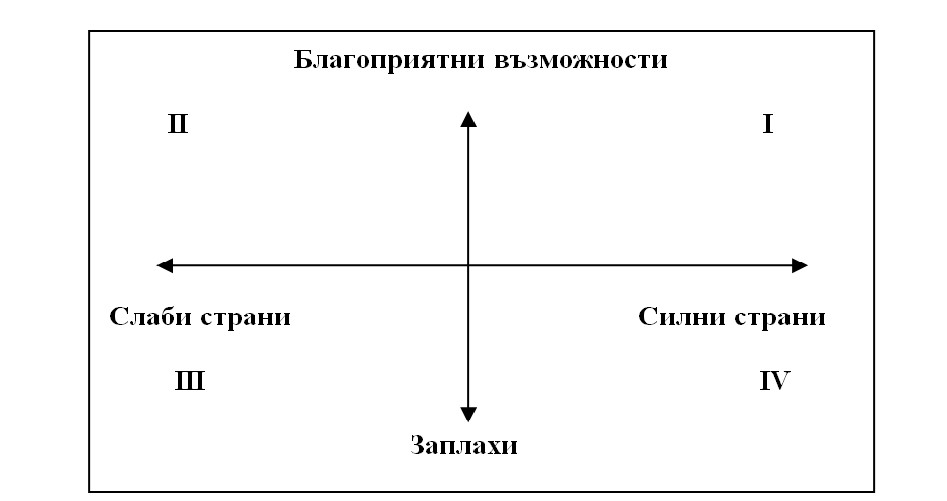 Благоприятни възможности
II I
Слаби страни Силни страни
III IV
Заплахи